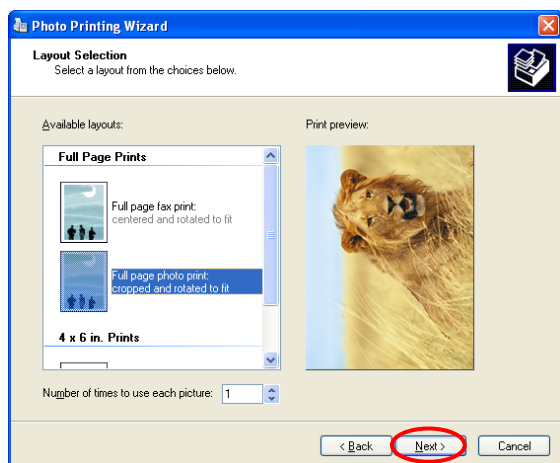 Photo Printing Wizard
Layout Selection
Select a layout from the choices below.
Available layouts:
Print preview:
Full Page Prints
Full page fax print:
centered and rotated to fit
Full page photo print:
cropped and rotated to fit
4 x 6 in. Prints
Number of times to use each picture: 1
< Back Next > Cancel